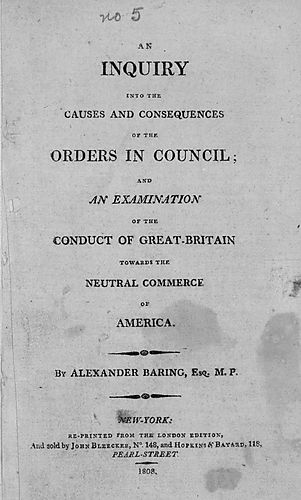 no 5
AN
INQUIRY
INTO THE
CAUSES AND CONSEQUENCES
OF THE
ORDERS IN COUNCIL;
AND
AN EXAMINATION
OF THE
CONDUCT OF GREAT-BRITAIN
TOWARDS THE
NEUTRAL COMMERCE
OF
AMERICA.
BY ALEXANDER BARING, ESQ. M. P.
NEW-YORK:
RE-PRINTED FROM THE LONDON EDITION,
And sold by JOHN BLEECKER, No. 148, and HOPKINS & BAYARD, 118,
PEARL-STREET.
1808.